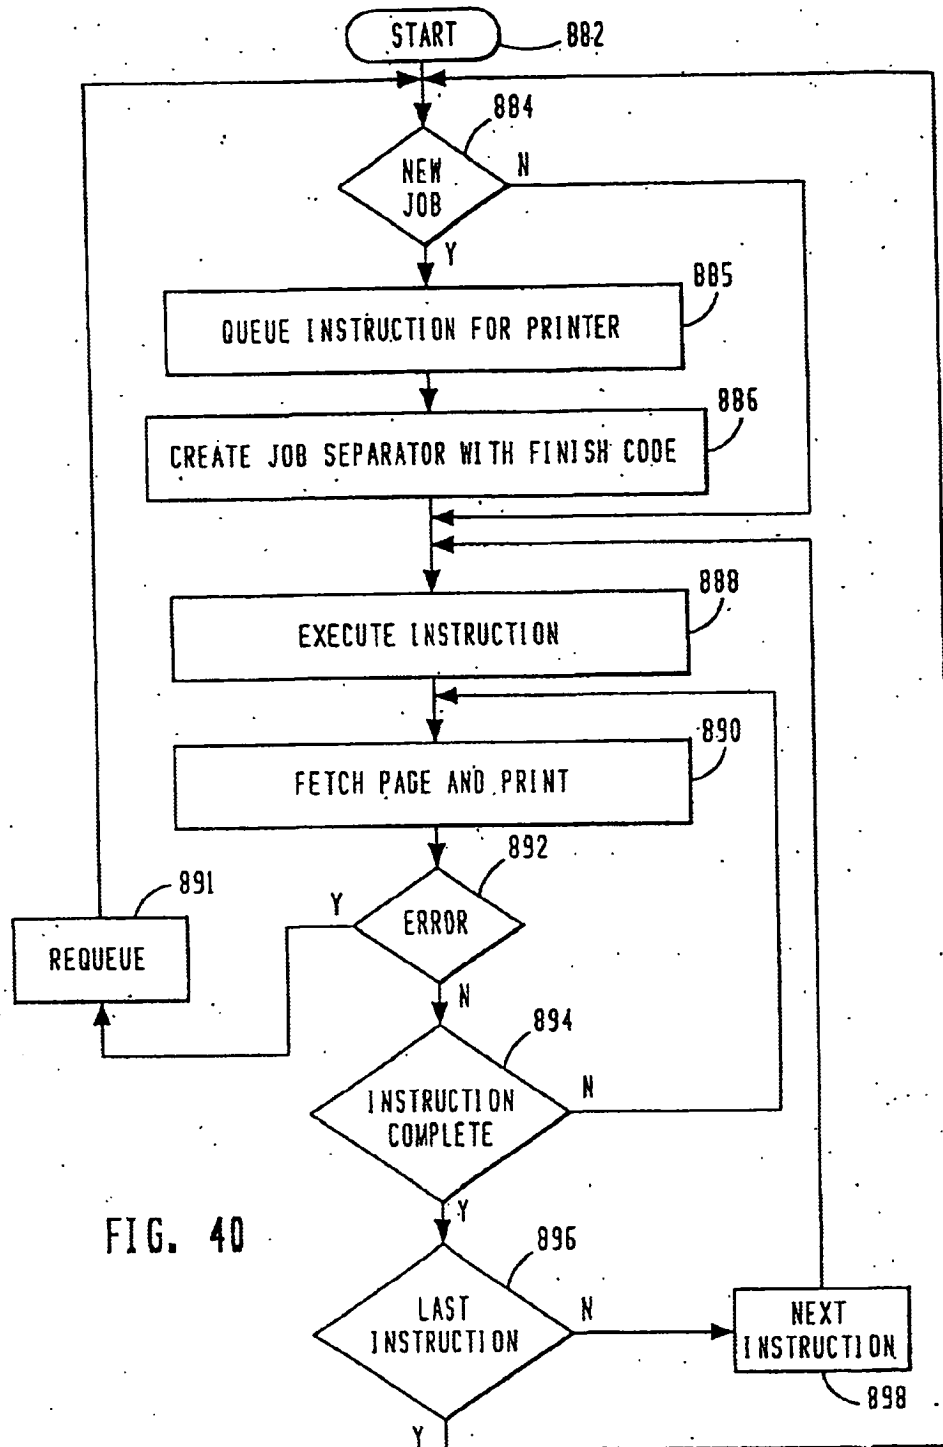 START
882
884
NEW
JOB
N
Y
885
QUEUE INSTRUCTION FOR PRINTER
886
CREATE JOB SEPARATOR WITH FINISH CODE
888
EXECUTE INSTRUCTION
890
FETCH PAGE AND PRINT
892
891
Y
ERROR
REQUEUE
N
894
INSTRUCTION
COMPLETE
N
Y
FIG. 40
896
LAST
INSTRUCTION
N
NEXT
INSTRUCTION
898
Y